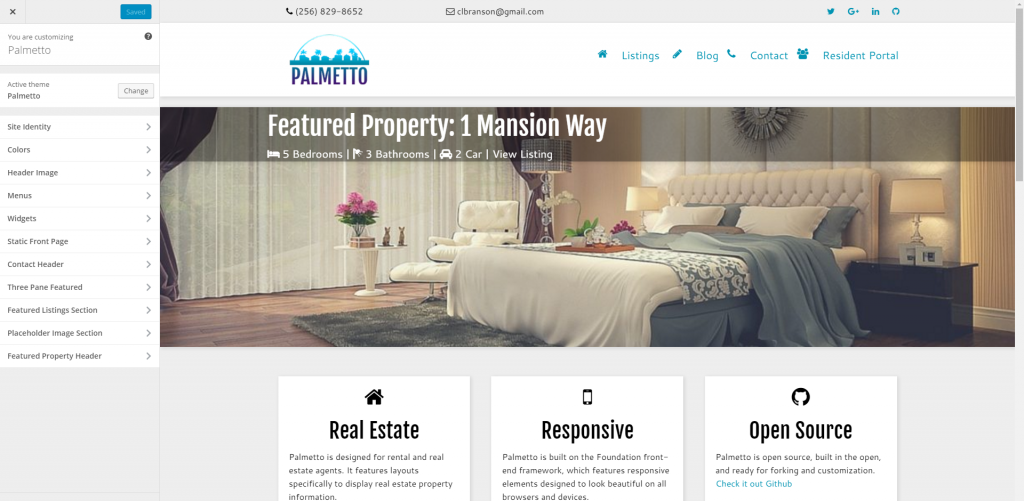 Saved
You are customizing
Palmetto
Active theme
Palmetto
Change
Site Identity
Colors
Header Image
Menus
Widgets
Static Front Page
Contact Header
Three Pane Featured
Featured Listings Section
Placeholder Image Section
Featured Property Header
(256) 829-8652
clbranson@gmail.com
PALMETTO
Listings
Blog
Contact
Resident Portal
Featured Property: 1 Mansion Way
5 Bedrooms | 3 Bathrooms | 2 Car | View Listing
Real Estate
Palmetto is designed for rental and real
estate agents. It features layouts
specifically to display real estate property
information.
Responsive
Palmetto is built on the Foundation front-
end framework, which features responsive
elements designed to look beautiful on all
browsers and devices.
Open Source
Palmetto is open source, built in the open,
and ready for forking and customization.
Check it out Github